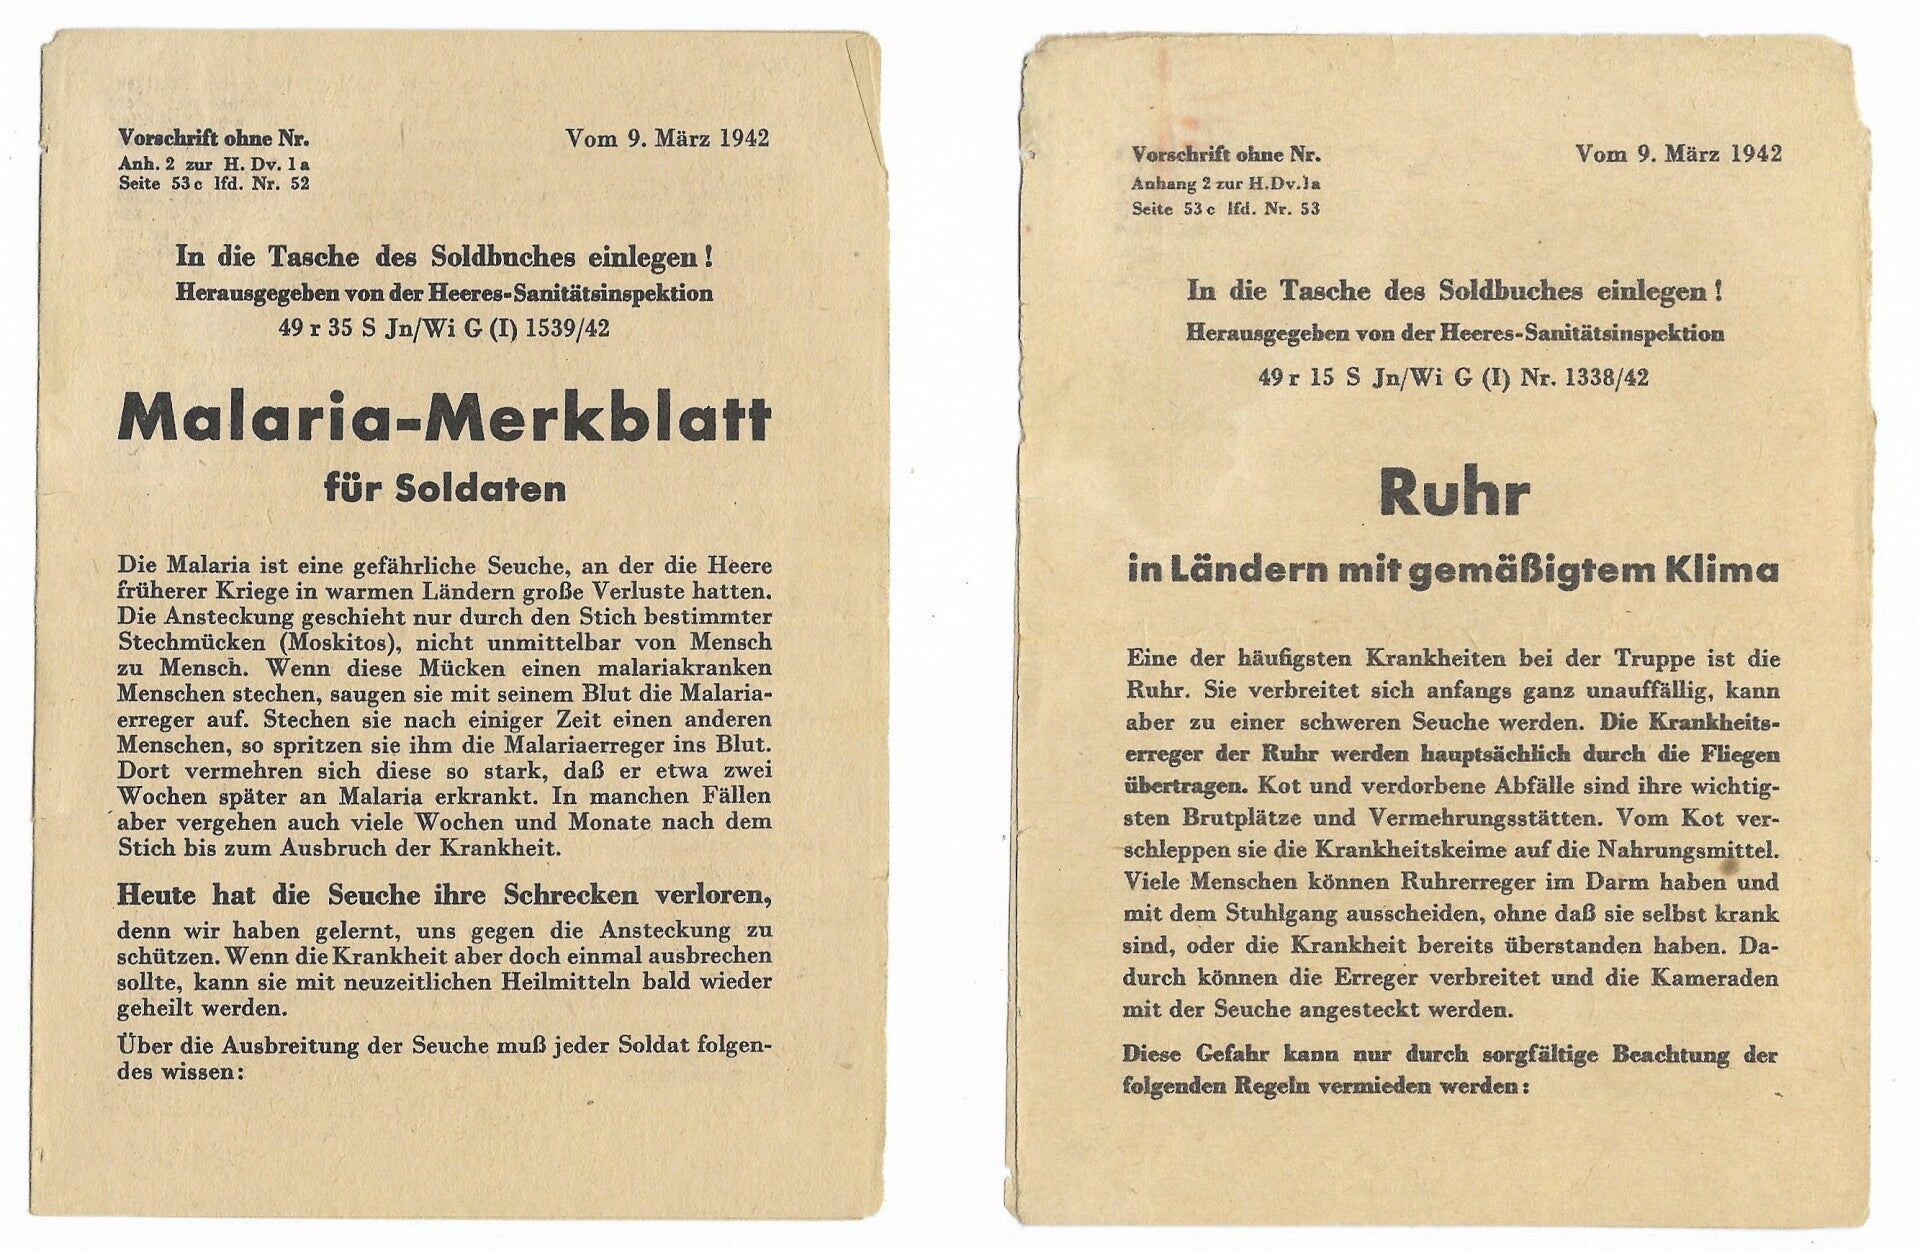 Vorschrift ohne Nr.
Vom 9. März 1942
Anh. 2 zur H. Dv. 1a
Seite 53c lfd. Nr. 52
In die Tasche des Soldbuches einlegen!
Herausgegeben von der Heeres-Sanitätsinspektion
49 r 35 S Jn/Wi G (I) 1539/42
Malaria-Merkblatt
für Soldaten
Die Malaria ist eine gefährliche Seuche, an der die Heere
früherer Kriege in warmen Ländern große Verluste hatten.
Die Ansteckung geschieht nur durch den Stich bestimmter
Stechmücken (Moskitos), nicht unmittelbar von Mensch
zu Mensch. Wenn diese Mücken einen malariakranken
Menschen stechen, saugen sie mit seinem Blut die Malaria-
erreger auf. Stechen sie nach einiger Zeit einen anderen
Menschen, so spritzen sie ihm die Malariaerreger ins Blut.
Dort vermehren sich diese so stark, daß er etwa zwei
Wochen später an Malaria erkrankt. In manchen Fällen
aber vergehen auch viele Wochen und Monate nach dem
Stich bis zum Ausbruch der Krankheit.
Heute hat die Seuche ihre Schrecken verloren,
denn wir haben gelernt, uns gegen die Ansteckung zu
schützen. Wenn die Krankheit aber doch einmal ausbrechen
sollte, kann sie mit neuzeitlichen Heilmitteln bald wieder
geheilt werden.
Über die Ausbreitung der Seuche muß jeder Soldat folgen-
des wissen:
Vorschrift ohne Nr.
Vom 9. März 1942
Anhang 2 zur H.Dv.1a
Seite 53c lfd. Nr. 53
In die Tasche des Soldbuches einlegen!
Herausgegeben von der Heeres-Sanitätsinspektion
49 r 15 S Jn/Wi G (I) Nr. 1338/42
Ruhr
in Ländern mit gemäßigtem Klima
Eine der häufigsten Krankheiten bei der Truppe ist die
Ruhr. Sie verbreitet sich anfangs ganz unauffällig, kann
aber zu einer schweren Seuche werden. Die Krankheits-
erreger der Ruhr werden hauptsächlich durch die Fliegen
übertragen. Kot und verdorbene Abfälle sind ihre wichtig-
sten Brutplätze und Vermehrungsstätten. Vom Kot ver-
schleppen sie die Krankheitskeime auf die Nahrungsmittel.
Viele Menschen können Ruhrerreger im Darm haben und
mit dem Stuhlgang ausscheiden, ohne daß sie selbst krank
sind, oder die Krankheit bereits überstanden haben. Da-
durch können die Erreger verbreitet und die Kameraden
mit der Seuche angesteckt werden.
Diese Gefahr kann nur durch sorgfältige Beachtung der
folgenden Regeln vermieden werden: